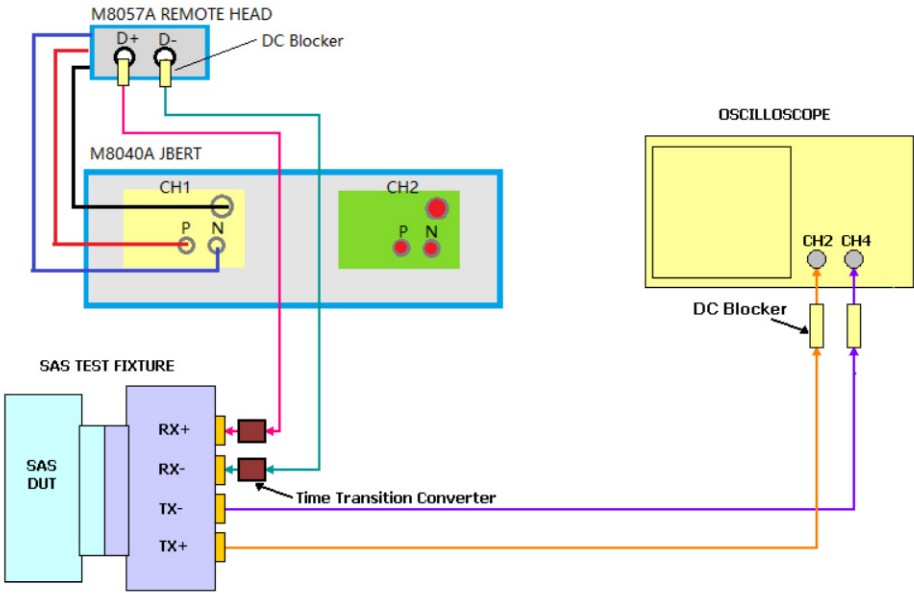 M8057A REMOTE HEAD
D+ D-
DC Blocker
M8040A JBERT
CH1
P N
CH2
P N
OSCILLOSCOPE
CH2 CH4
DC Blocker
SAS TEST FIXTURE
SAS
DUT
RX+
RX-
TX-
TX+
Time Transition Converter